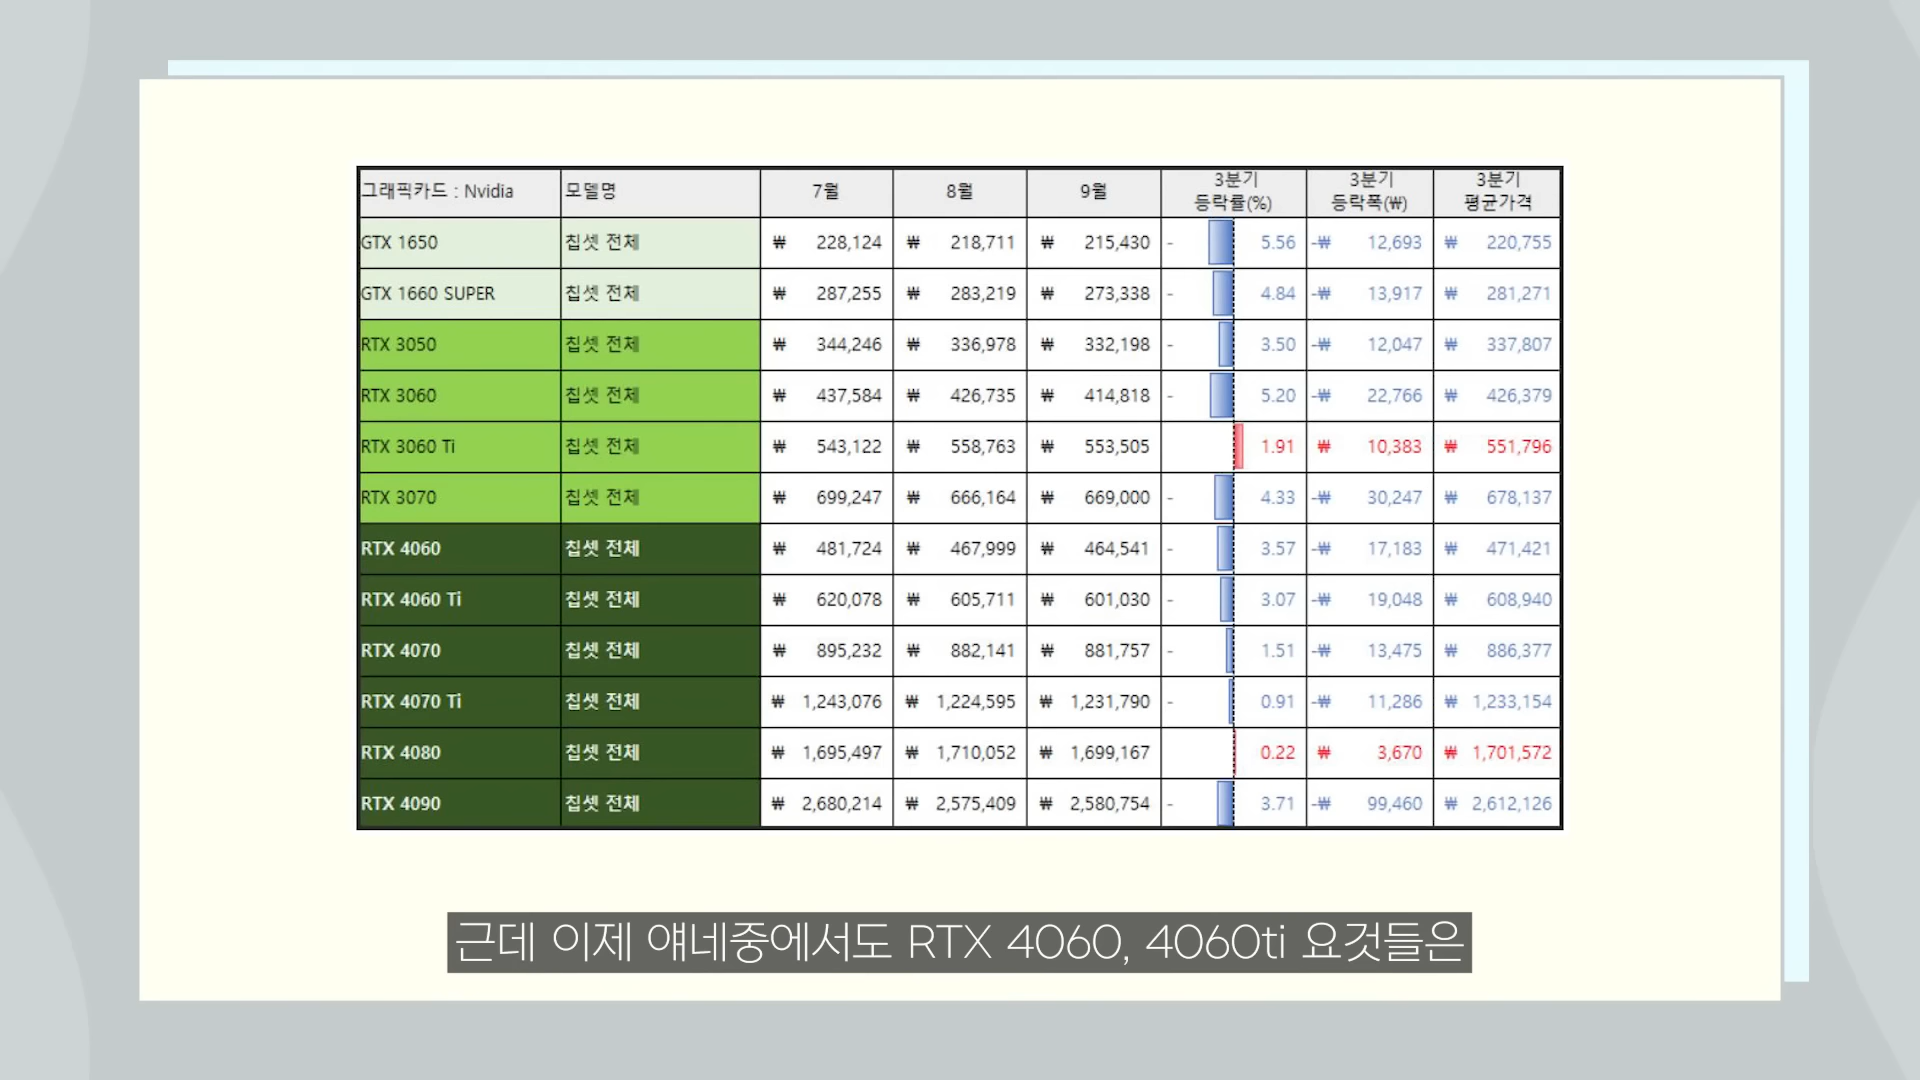 그래픽카드 : Nvidia 모델명 7월 8월 9월 3분기 등락률(%) 3분기 등락폭(₩) 3분기 평균가격
GTX 1650 칩셋 전체 ₩ 228,124 ₩ 218,711 ₩ 215,430 - 5.56 -₩ 12,693 ₩ 220,755
GTX 1660 SUPER 칩셋 전체 ₩ 287,255 ₩ 283,219 ₩ 273,338 - 4.84 -₩ 13,917 ₩ 281,271
RTX 3050 칩셋 전체 ₩ 344,246 ₩ 336,978 ₩ 332,198 - 3.50 -₩ 12,047 ₩ 337,807
RTX 3060 칩셋 전체 ₩ 437,584 ₩ 426,735 ₩ 414,818 - 5.20 -₩ 22,766 ₩ 426,379
RTX 3060 Ti 칩셋 전체 ₩ 543,122 ₩ 558,763 ₩ 553,505 1.91 ₩ 10,383 ₩ 551,796
RTX 3070 칩셋 전체 ₩ 699,247 ₩ 666,164 ₩ 669,000 - 4.33 -₩ 30,247 ₩ 678,137
RTX 4060 칩셋 전체 ₩ 481,724 ₩ 467,999 ₩ 464,541 - 3.57 -₩ 17,183 ₩ 471,421
RTX 4060 Ti 칩셋 전체 ₩ 620,078 ₩ 605,711 ₩ 601,030 - 3.07 -₩ 19,048 ₩ 608,940
RTX 4070 칩셋 전체 ₩ 895,232 ₩ 882,141 ₩ 881,757 - 1.51 -₩ 13,475 ₩ 886,377
RTX 4070 Ti 칩셋 전체 ₩ 1,243,076 ₩ 1,224,595 ₩ 1,231,790 - 0.91 -₩ 11,286 ₩ 1,233,154
RTX 4080 칩셋 전체 ₩ 1,695,497 ₩ 1,710,052 ₩ 1,699,167 0.22 ₩ 3,670 ₩ 1,701,572
RTX 4090 칩셋 전체 ₩ 2,680,214 ₩ 2,575,409 ₩ 2,580,754 - 3.71 -₩ 99,460 ₩ 2,612,126
근데 이제 얘네중에서도 RTX 4060, 4060ti 요것들은